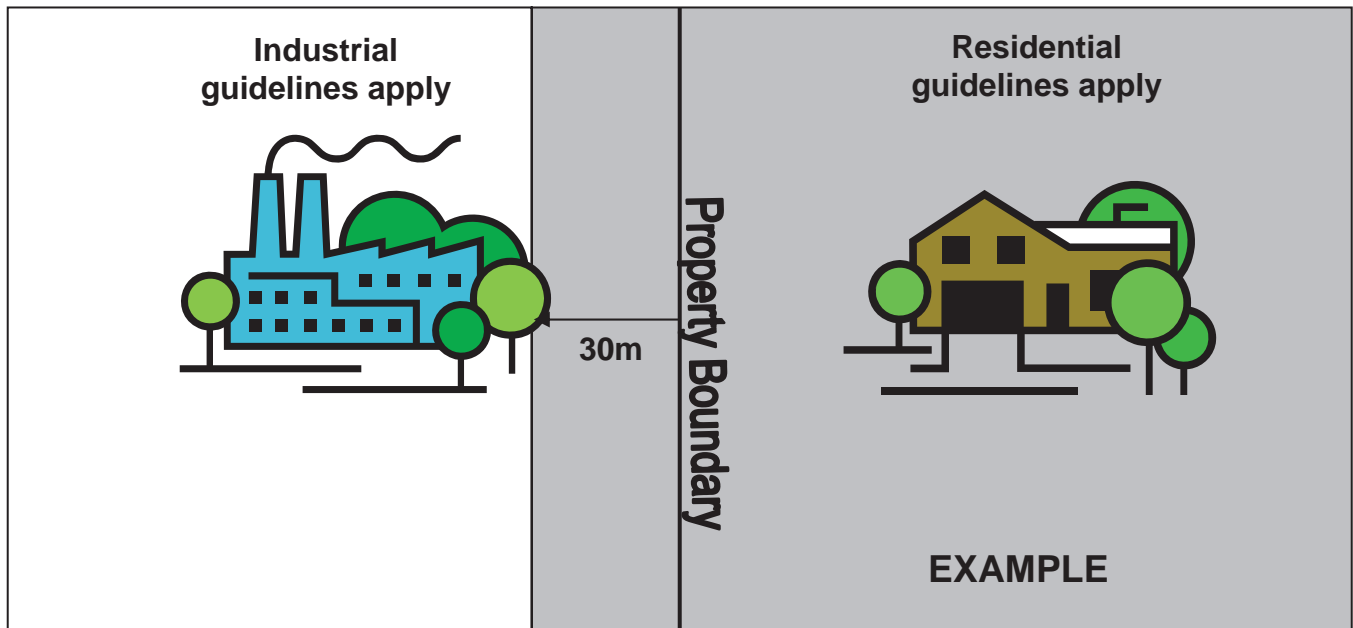 Industrial
guidelines apply
Residential
guidelines apply
30m
Property Boundary
EXAMPLE